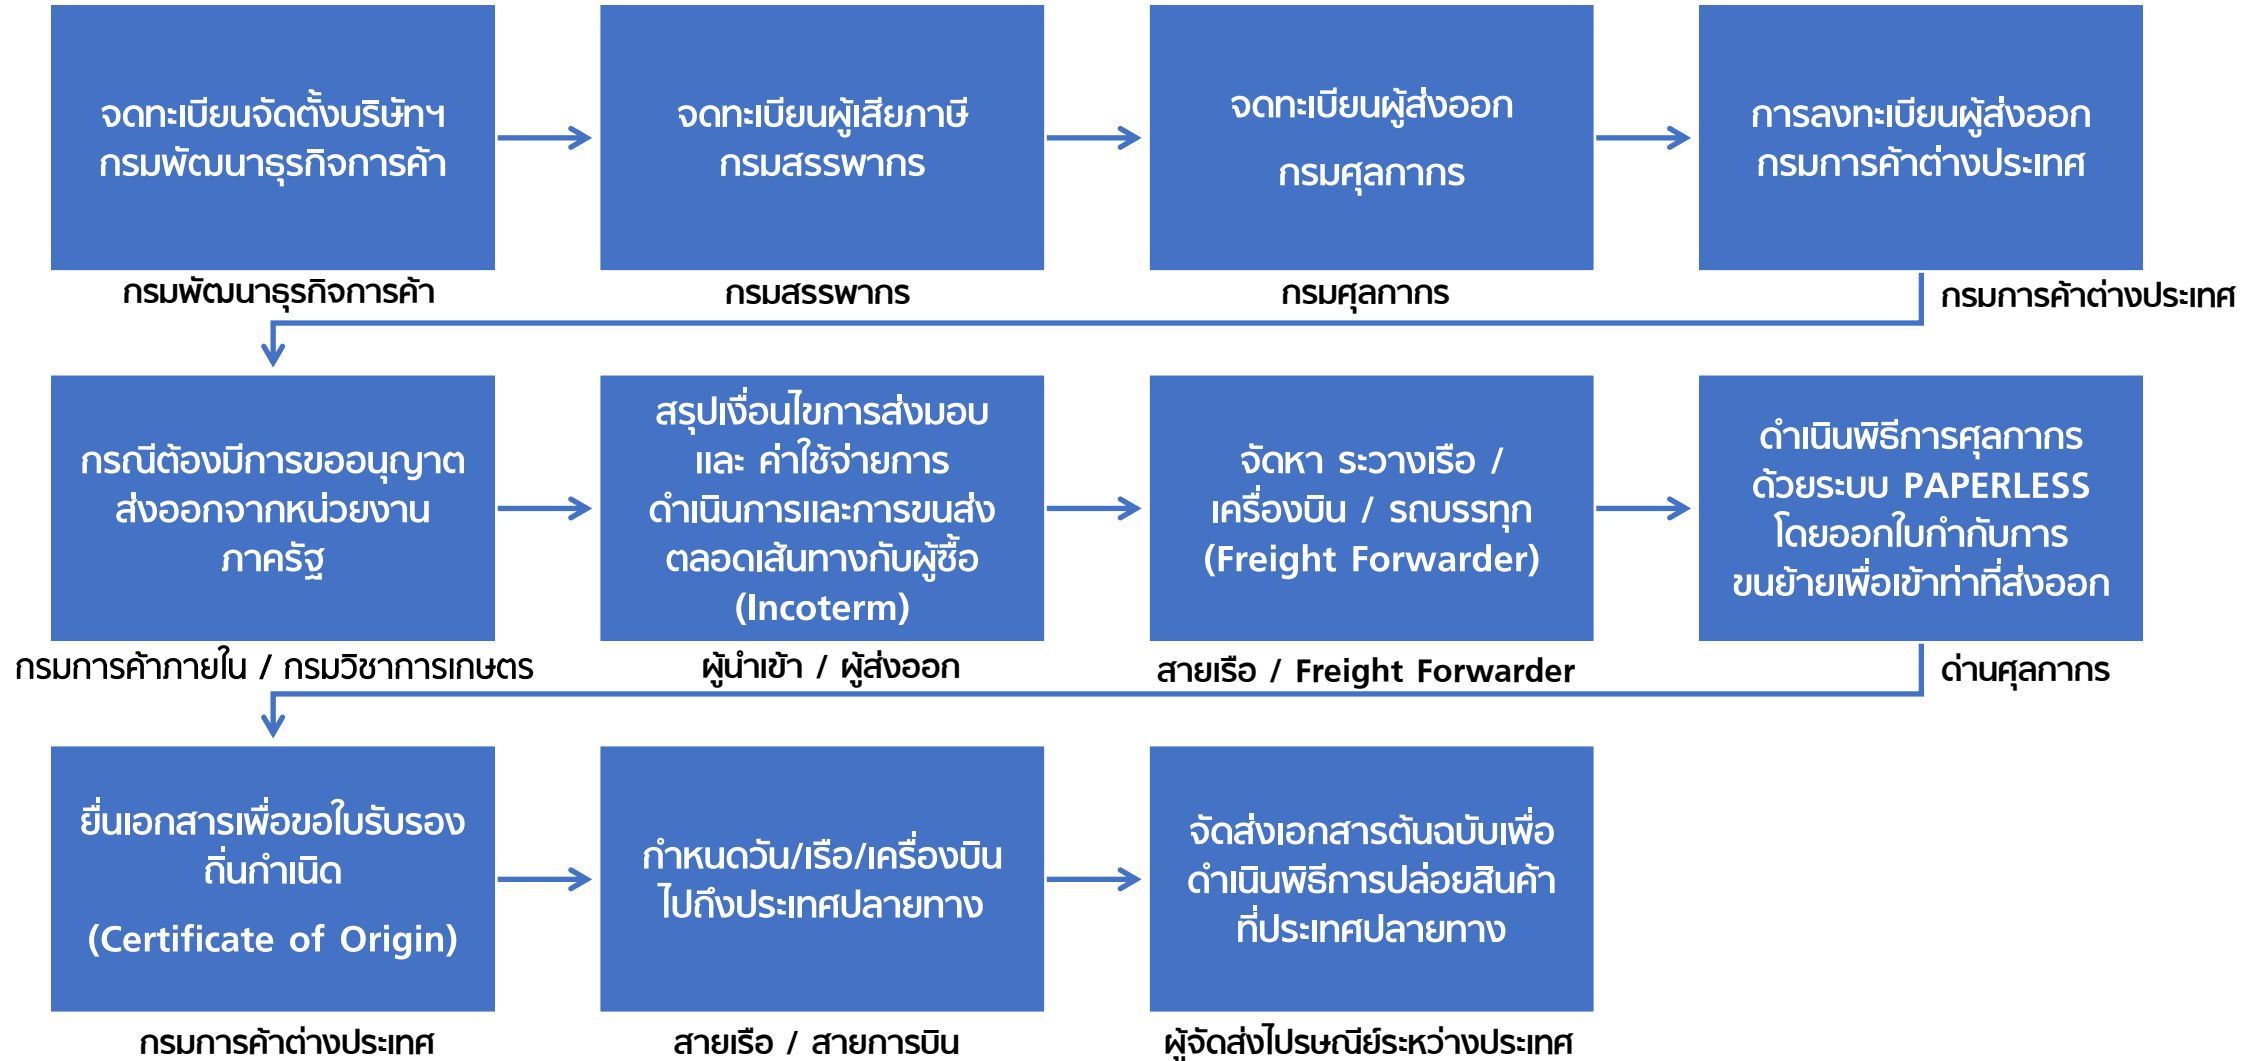 จดทะเบียนจัดตั้งบริษัทฯ
กรมพัฒนาธุรกิจการค้า
กรมพัฒนาธุรกิจการค้า
จดทะเบียนผู้เสียภาษี
กรมสรรพากร
กรมสรรพากร
จดทะเบียนผู้ส่งออก
กรมศุลกากร
กรมศุลกากร
การลงทะเบียนผู้ส่งออก
กรมการค้าต่างประเทศ
กรมการค้าต่างประเทศ
กรณีต้องมีการขออนุญาต
ส่งออกจากหน่วยงาน
ภาครัฐ
กรมการค้าภายใน / กรมวิชาการเกษตร
สรุปเงื่อนไขการส่งมอบ
และ ค่าใช้จ่ายการ
ดำเนินการและการขนส่ง
ตลอดเส้นทางกับผู้ซื้อ
(Incoterm)
ผู้นำเข้า / ผู้ส่งออก
จัดหา ระวางเรือ /
เครื่องบิน / รถบรรทุก
(Freight Forwarder)
สายเรือ / Freight Forwarder
ดำเนินพิธีการศุลกากร
ด้วยระบบ PAPERLESS
โดยออกใบกำกับการ
ขนย้ายเพื่อเข้าท่าที่ส่งออก
ด่านศุลกากร
ยื่นเอกสารเพื่อขอใบรับรอง
ถิ่นกำเนิด
(Certificate of Origin)
กรมการค้าต่างประเทศ
กำหนดวัน/เรือ/เครื่องบิน
ไปถึงประเทศปลายทาง
สายเรือ / สายการบิน
จัดส่งเอกสารต้นฉบับเพื่อ
ดำเนินพิธีการปล่อยสินค้า
ที่ประเทศปลายทาง
ผู้จัดส่งไปรษณีย์ระหว่างประเทศ